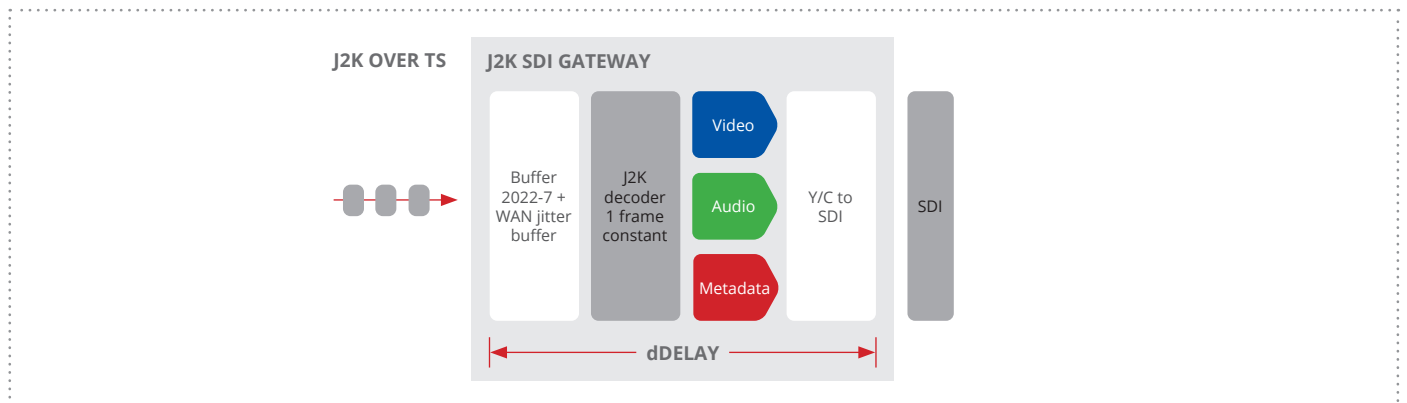 J2K OVER TS
J2K SDI GATEWAY
Buffer
2022-7 +
WAN jitter
buffer
J2K
decoder
1 frame
constant
Video
Audio
Metadata
Y/C to
SDI
SDI
dDELAY